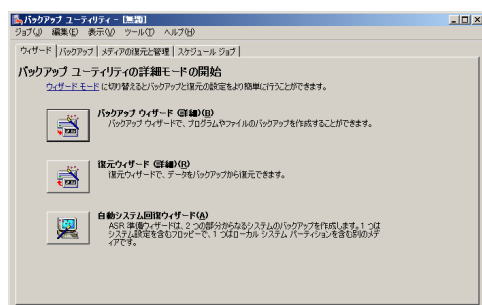 バックアップ ユーティリティ - [無題]
ジョブ(J) 編集(E) 表示(V) ツール(T) ヘルプ(H)
ウィザード バックアップ メディアの復元と管理 スケジュール ジョブ
バックアップ ユーティリティの詳細モードの開始
ウィザード モード に切り替えるとバックアップと復元の設定をより簡単に行うことができます。
バックアップ ウィザード (詳細)(B)
バックアップ ウィザードで、プログラムやファイルのバックアップを作成することができます。
復元ウィザード (詳細)(R)
復元ウィザードで、データをバックアップから復元できます。
自動システム回復ウィザード(A)
ASR 準備ウィザードは、2 つの部分からなるシステムのバックアップを作成します。1 つは
システム設定を含むフロッピーで、1 つはローカル システム パーティションを含む別のメデ
ィアです。